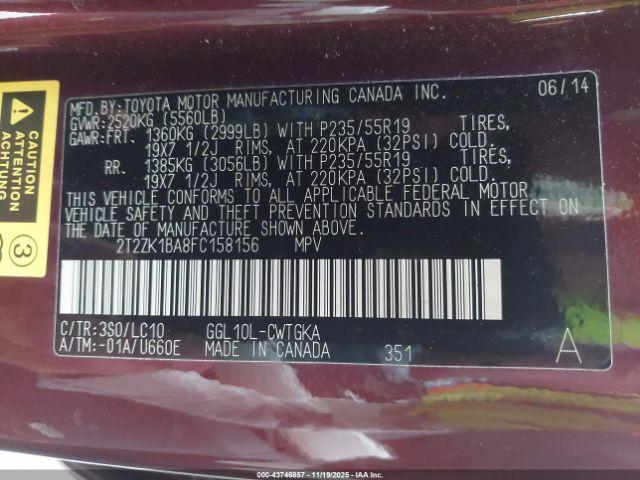 MFD.BY:TOYOTA MOTOR MANUFACTURING CANADA INC. 06/14
GVWR:2520KG (5560LB)
GAWR:FRT. 1360KG (2999LB) WITH P235/55R19 TIRES,
19X7 1/2J RIMS, AT 220KPA (32PSI) COLD.
RR. 1385KG (3056LB) WITH P235/55R19 TIRES,
19X7 1/2J RIMS, AT 220KPA (32PSI) COLD.
THIS VEHICLE CONFORMS TO ALL APPLICABLE FEDERAL MOTOR
VEHICLE SAFETY AND THEFT PREVENTION STANDARDS IN EFFECT ON
THE DATE OF MANUFACTURE SHOWN ABOVE.
2T2ZK1BA8FC158156 MPV
C/TR:3S0/LC10 GGL10L-CWTGKA
A/TM:-01A/U660E MADE IN CANADA 351 A
CAUTION
ATTENTION
ACHTUNG
3
000-43746857 - 11/19/2025 - IAAI.COM